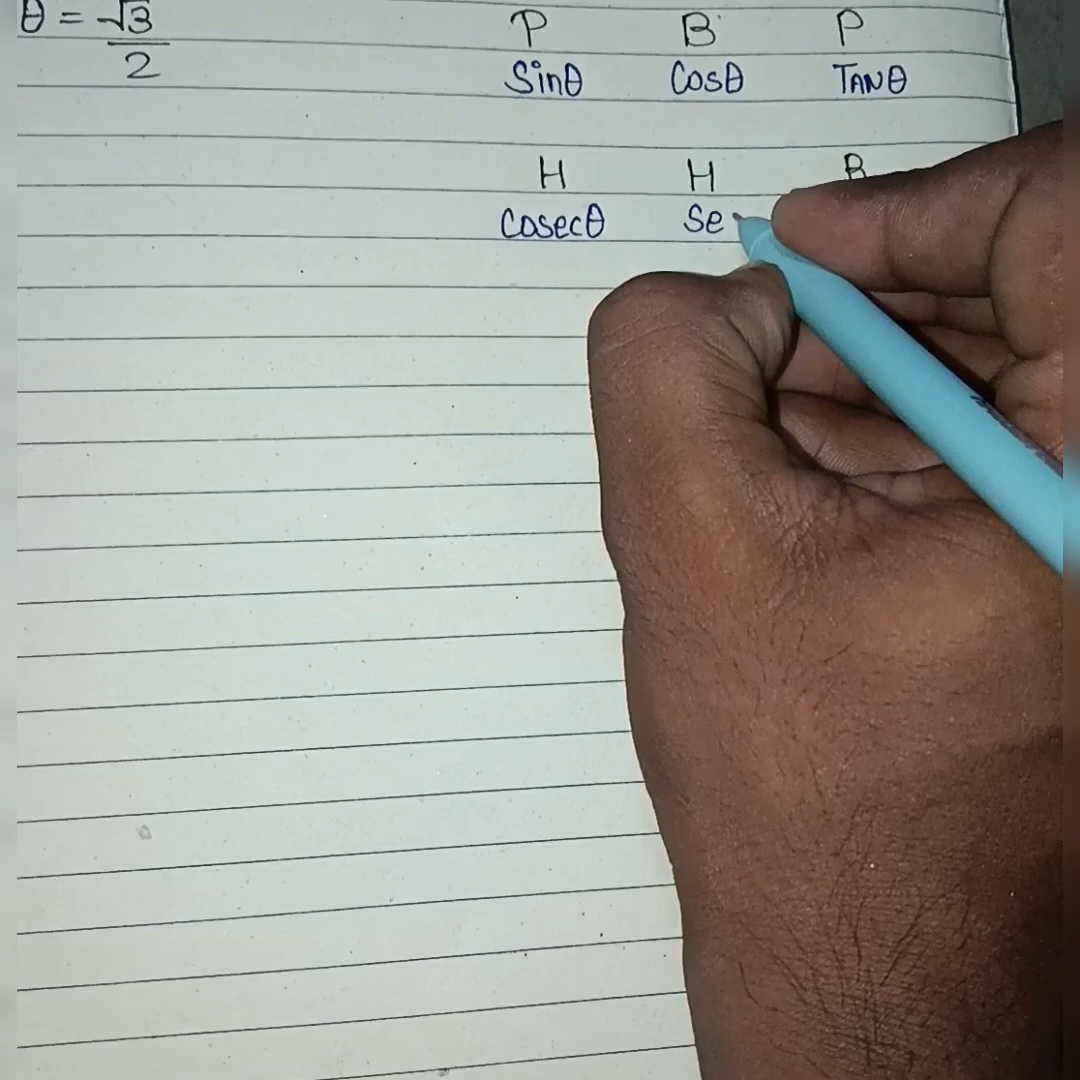 θ = √3/2
P B P
Sinθ Cosθ TANθ
H H B
Cosecθ Se